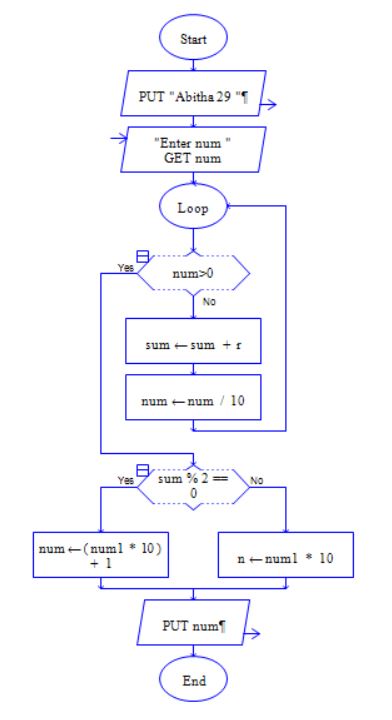 Start
PUT "Abitha 29 "¶
"Enter num "
GET num
Loop
Yes
num>0
No
sum ← sum + r
num ← num / 10
Yes
sum % 2 ==
0
No
num ← (num1 * 10)
+ 1
n ← num1 * 10
PUT num¶
End